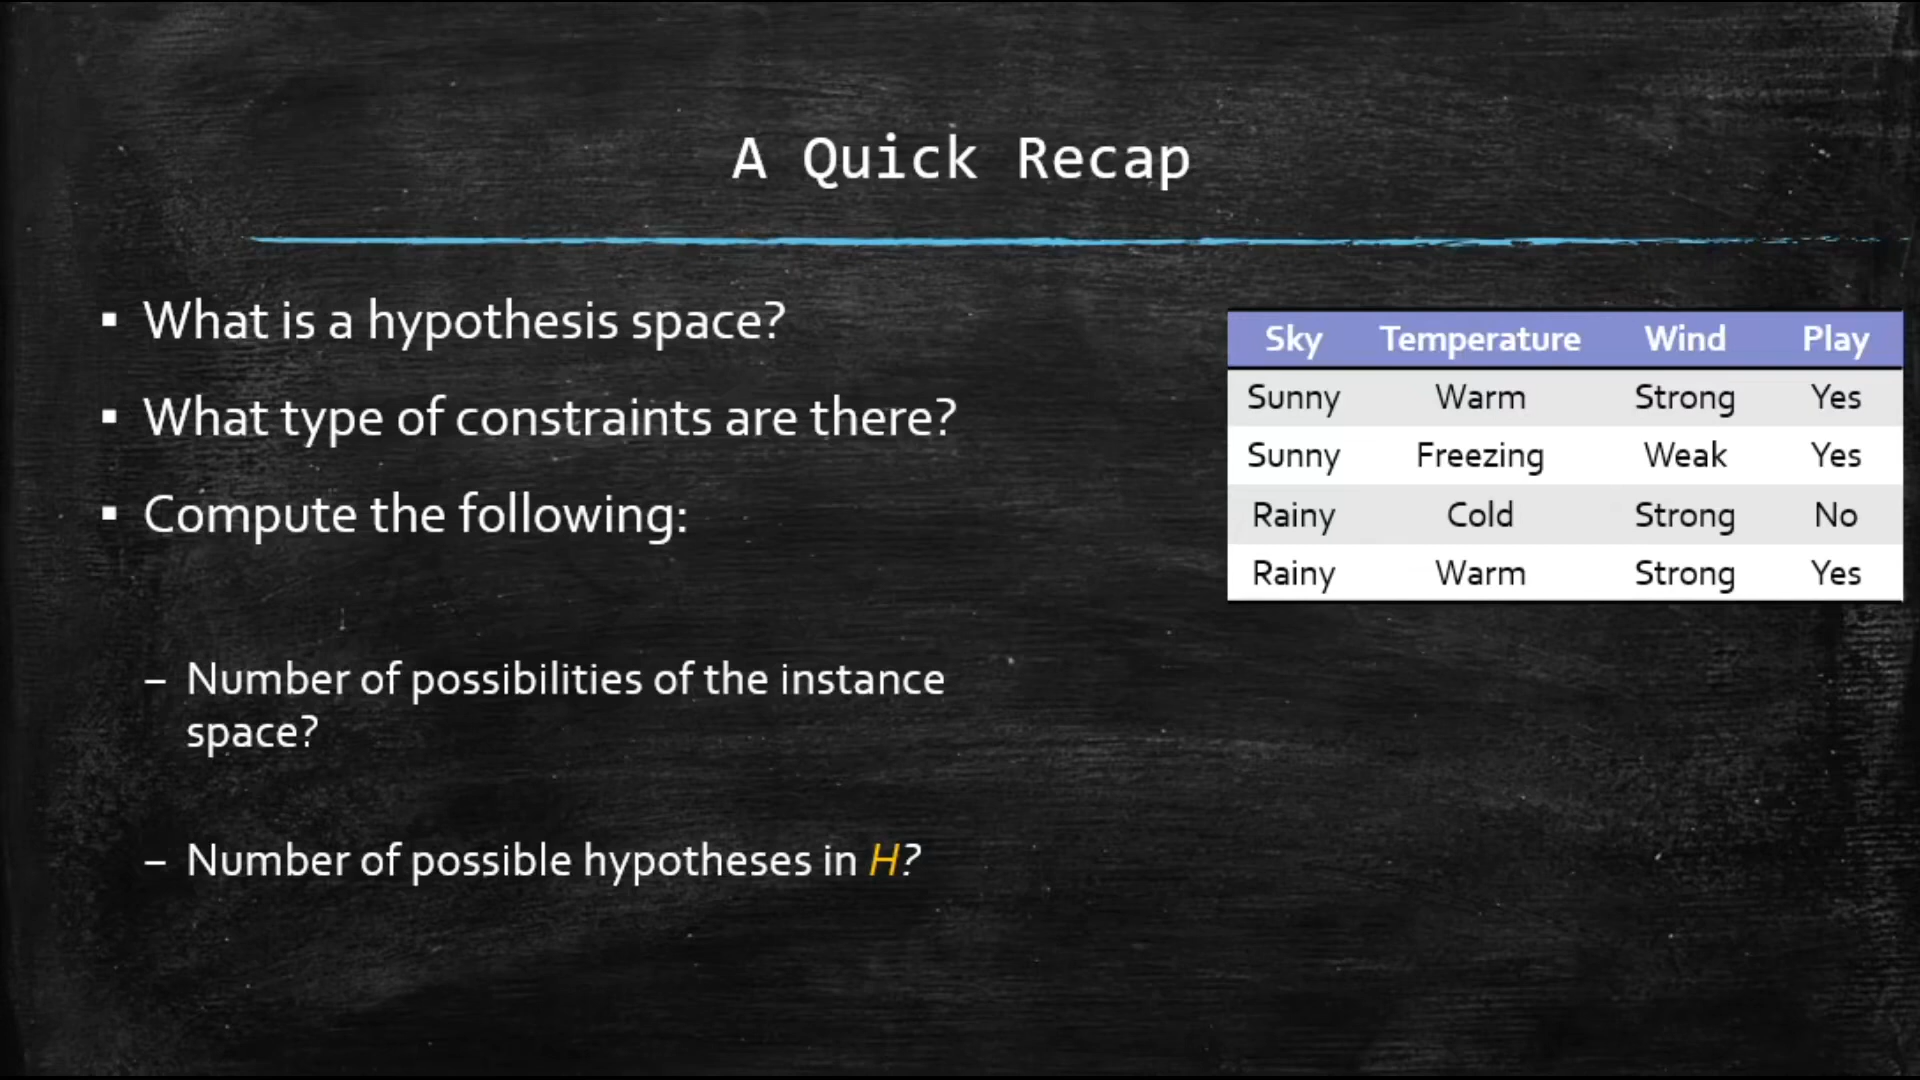 A Quick Recap
▪ What is a hypothesis space?
▪ What type of constraints are there?
▪ Compute the following:
– Number of possibilities of the instance
space?
– Number of possible hypotheses in H?
Sky Temperature Wind Play
Sunny Warm Strong Yes
Sunny Freezing Weak Yes
Rainy Cold Strong No
Rainy Warm Strong Yes